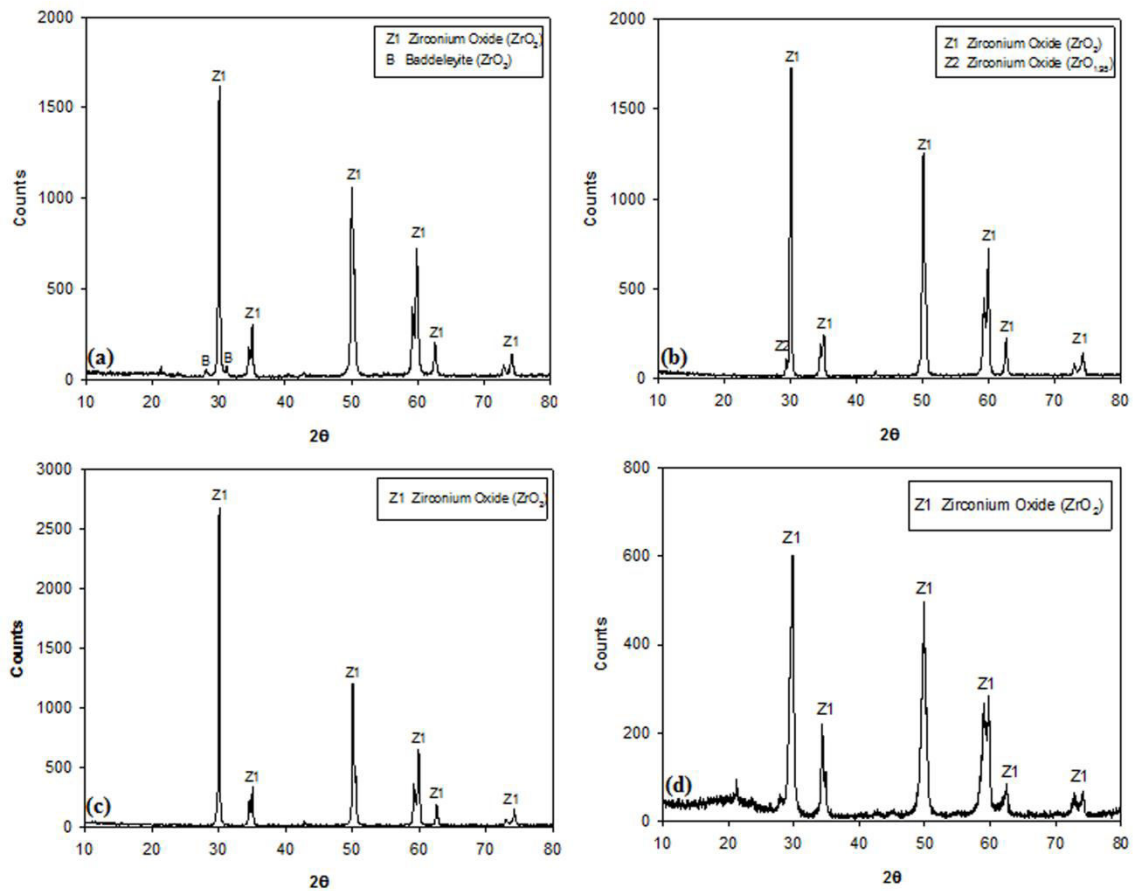 Z1 Zirconium Oxide (ZrO2)
B Baddeleyite (ZrO2)
2000
1500
1000
500
0
Counts
Z1
Z1
Z1
Z1
Z1
Z1
B
B
(a)
10 20 30 40 50 60 70 80
2θ
Z1 Zirconium Oxide (ZrO2)
Z2 Zirconium Oxide (ZrO1.95)
2000
1500
1000
500
0
Counts
Z1
Z1
Z1
Z1
Z1
Z1
Z2
(b)
10 20 30 40 50 60 70 80
2θ
Z1 Zirconium Oxide (ZrO2)
3000
2500
2000
1500
1000
500
0
Counts
Z1
Z1
Z1
Z1
Z1
Z1
(c)
10 20 30 40 50 60 70 80
2θ
Z1 Zirconium Oxide (ZrO2)
800
600
400
200
0
Counts
Z1
Z1
Z1
Z1
Z1
Z1
(d)
10 20 30 40 50 60 70 80
2θ